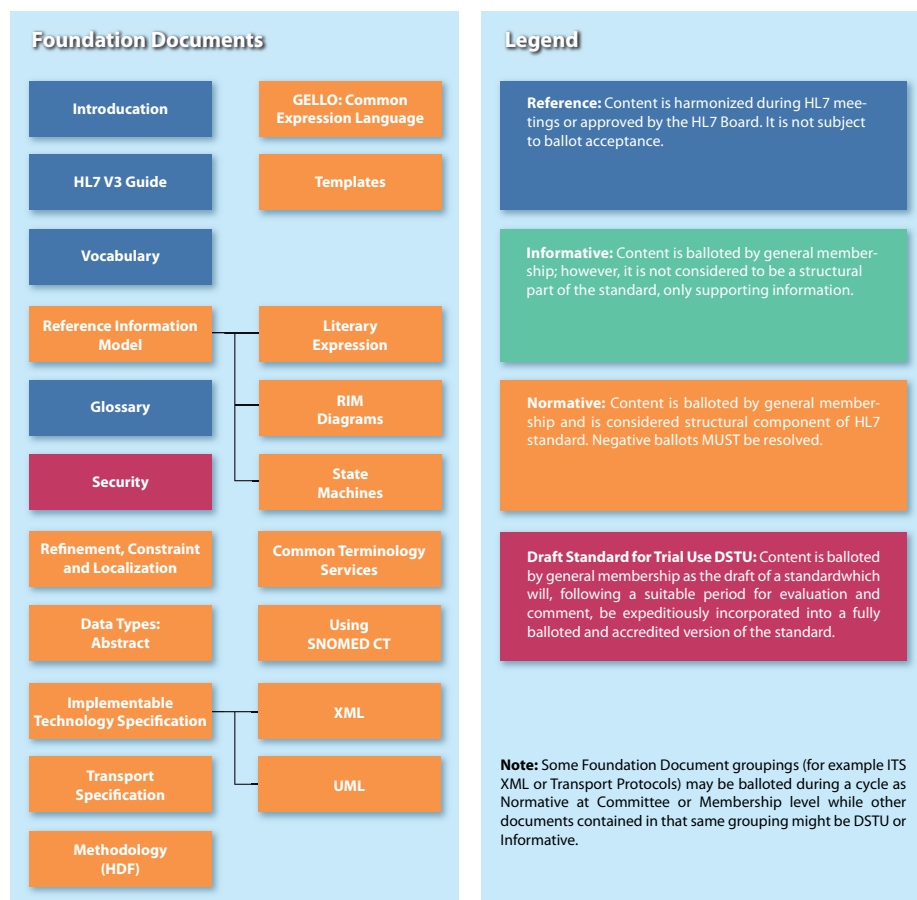 Foundation Documents
Introducation
GELLO: Common
Expression Language
HL7 V3 Guide
Templates
Vocabulary
Reference Information
Model
Literary
Expression
Glossary
RIM
Diagrams
Security
State
Machines
Refinement, Constraint
and Localization
Common Terminology
Services
Data Types:
Abstract
Using
SNOMED CT
Implementable
Technology Specification
XML
Transport
Specification
UML
Methodology
(HDF)
Legend
Reference: Content is harmonized during HL7 mee-
tings or approved by the HL7 Board. It is not subject
to ballot acceptance.
Informative: Content is balloted by general member-
ship; however, it is not considered to be a structural
part of the standard, only supporting information.
Normative: Content is balloted by general member-
ship and is considered structural component of HL7
standard. Negative ballots MUST be resolved.
Draft Standard for Trial Use DSTU: Content is balloted
by general membership as the draft of a standardwhich
will, following a suitable period for evaluation and
comment, be expeditiously incorporated into a fully
balloted and accredited version of the standard.
Note: Some Foundation Document groupings (for example ITS
XML or Transport Protocols) may be balloted during a cycle as
Normative at Committee or Membership level while other
documents contained in that same grouping might be DSTU or
Informative.